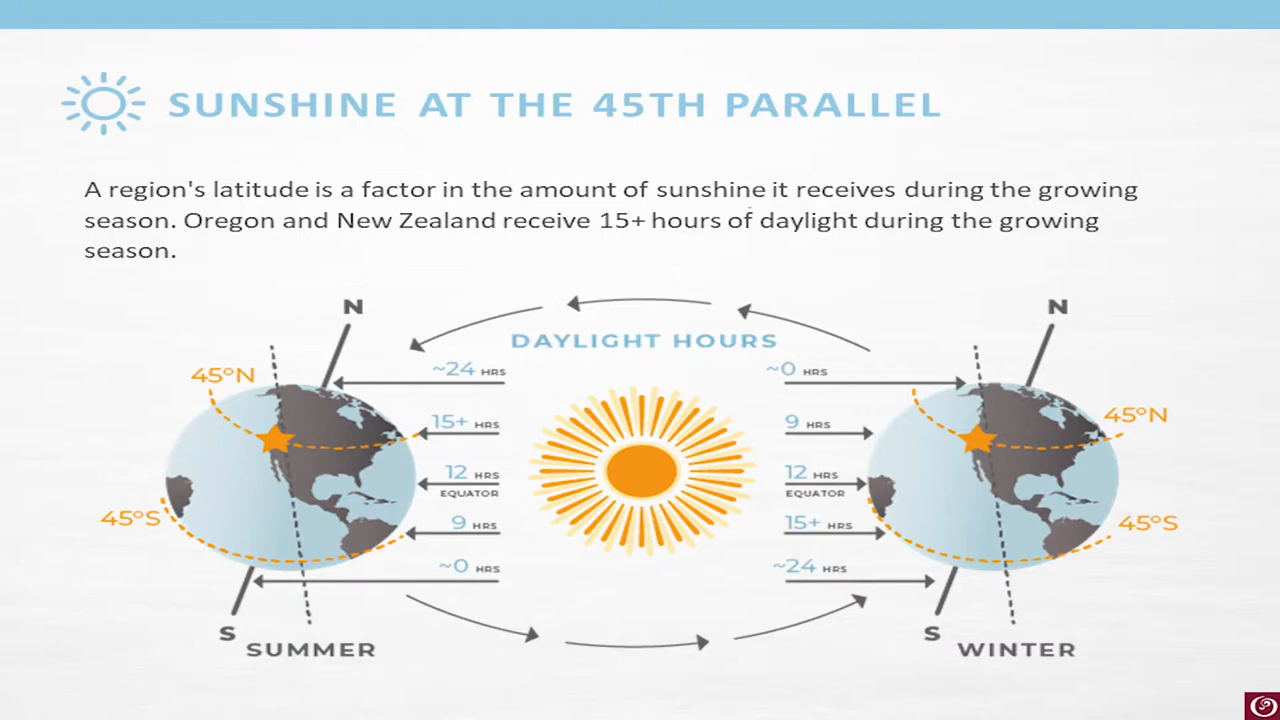 SUNSHINE AT THE 45TH PARALLEL
A region's latitude is a factor in the amount of sunshine it receives during the growing
season. Oregon and New Zealand receive 15+ hours of daylight during the growing
season.
N
N
DAYLIGHT HOURS
~24 HRS
~0 HRS
45°N
15+ HRS
9 HRS
45°N
12 HRS
EQUATOR
12 HRS
EQUATOR
45°S
9 HRS
15+ HRS
45°S
~0 HRS
~24 HRS
S
SUMMER
S
WINTER